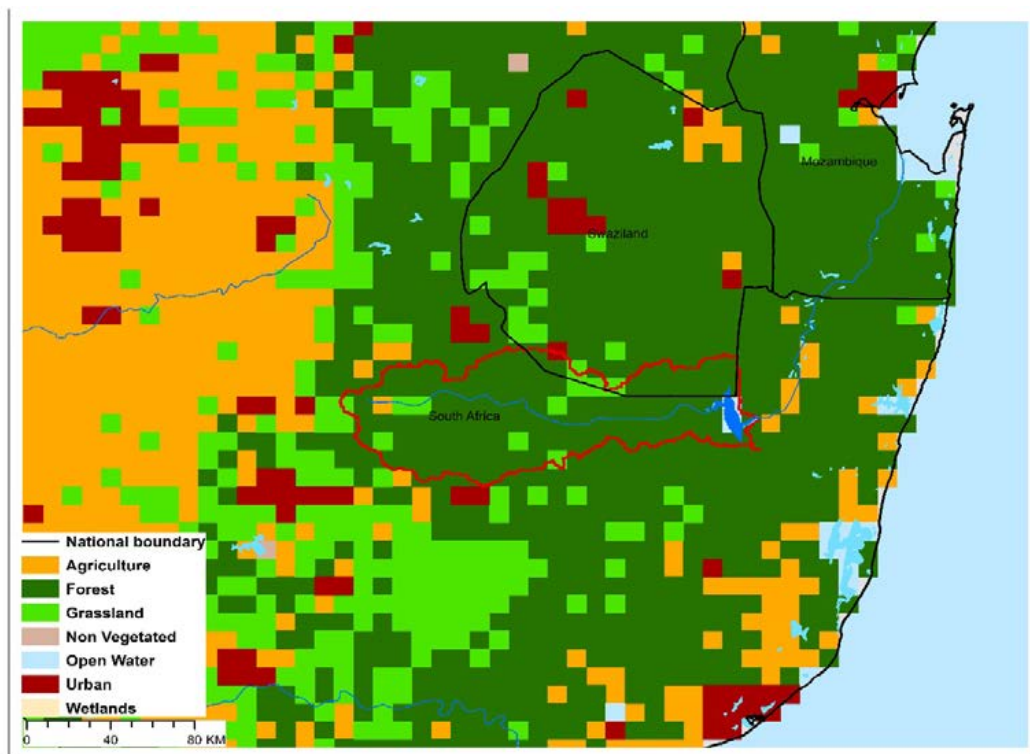 Mozambique
Swaziland
South Africa
National boundary
Agriculture
Forest
Grassland
Non Vegetated
Open Water
Urban
Wetlands
0 40 80 KM